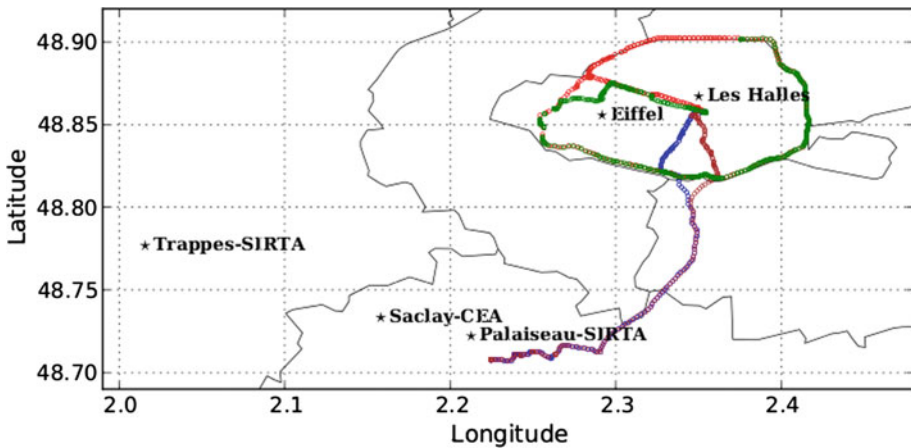 48.90
48.85
48.80
48.75
48.70
Latitude
Les Halles
Eiffel
Trappes-SIRTA
Saclay-CEA
Palaiseau-SIRTA
2.0 2.1 2.2 2.3 2.4
Longitude